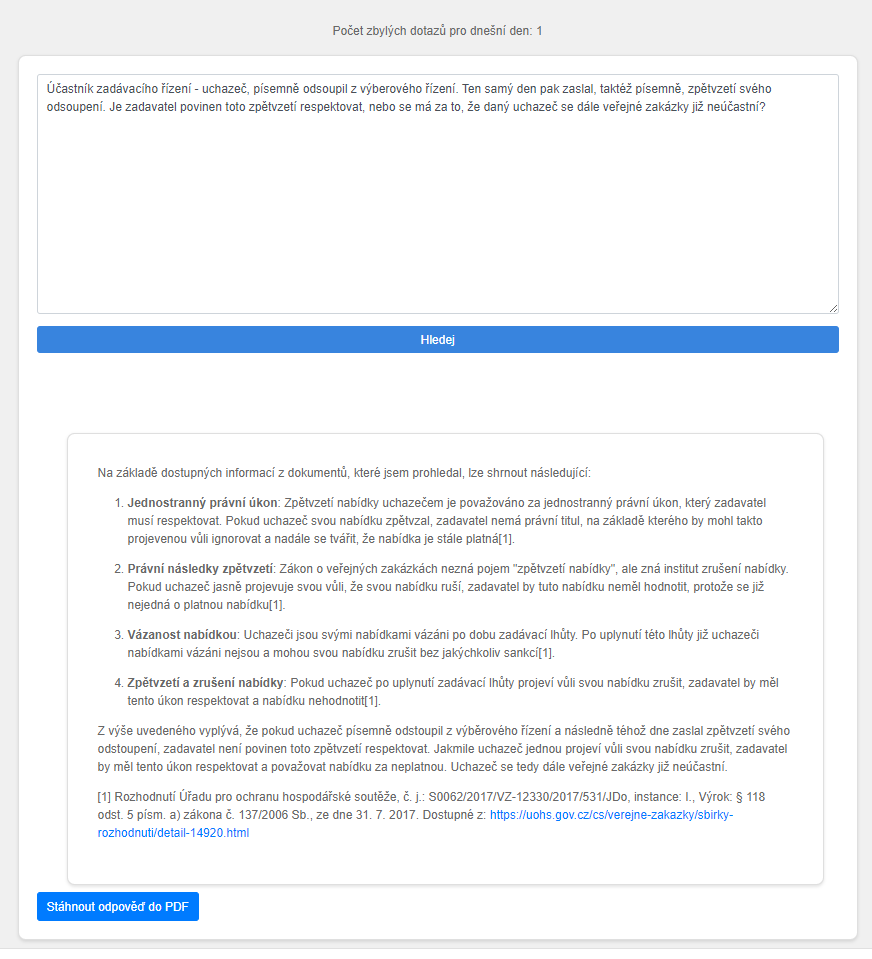 Počet zbylých dotazů pro dnešní den: 1
Účastník zadávacího řízení - uchazeč, písemně odsoupil z výberového řízení. Ten samý den pak zaslal, taktéž písemně, zpětvzetí svého
odsoupení. Je zadavatel povinen toto zpětvzetí respektovat, nebo se má za to, že daný uchazeč se dále veřejné zakázky již neúčastní?
Hledej
Na základě dostupných informací z dokumentů, které jsem prohledal, lze shrnout následující:
1. Jednostranný právní úkon: Zpětvzetí nabídky uchazečem je považováno za jednostranný právní úkon, který zadavatel
musí respektovat. Pokud uchazeč svou nabídku zpětvzal, zadavatel nemá právní titul, na základě kterého by mohl takto
projevenou vůli ignorovat a nadále se tvářit, že nabídka je stále platná[1].
2. Právní následky zpětvzetí: Zákon o veřejných zakázkách nezná pojem "zpětvzetí nabídky", ale zná institut zrušení nabídky.
Pokud uchazeč jasně projevuje svou vůli, že svou nabídku ruší, zadavatel by tuto nabídku neměl hodnotit, protože se již
nejedná o platnou nabídku[1].
3. Vázanost nabídkou: Uchazeči jsou svými nabídkami vázáni po dobu zadávací lhůty. Po uplynutí této lhůty již uchazeči
nabídkami vázáni nejsou a mohou svou nabídku zrušit bez jakýchkoliv sankcí[1].
4. Zpětvzetí a zrušení nabídky: Pokud uchazeč po uplynutí zadávací lhůty projeví vůli svou nabídku zrušit, zadavatel by měl
tento úkon respektovat a nabídku nehodnotit[1].
Z výše uvedeného vyplývá, že pokud uchazeč písemně odstoupil z výběrového řízení a následně téhož dne zaslal zpětvzetí svého
odstoupení, zadavatel není povinen toto zpětvzetí respektovat. Jakmile uchazeč jednou projeví vůli svou nabídku zrušit, zadavatel
by měl tento úkon respektovat a považovat nabídku za neplatnou. Uchazeč se tedy dále veřejné zakázky již neúčastní.
[1] Rozhodnutí Úřadu pro ochranu hospodářské soutěže, č. j.: S0062/2017/VZ-12330/2017/531/JDo, instance: I., Výrok: § 118
odst. 5 písm. a) zákona č. 137/2006 Sb., ze dne 31. 7. 2017. Dostupné z: https://uohs.gov.cz/cs/verejne-zakazky/sbirky-
rozhodnuti/detail-14920.html
Stáhnout odpověď do PDF